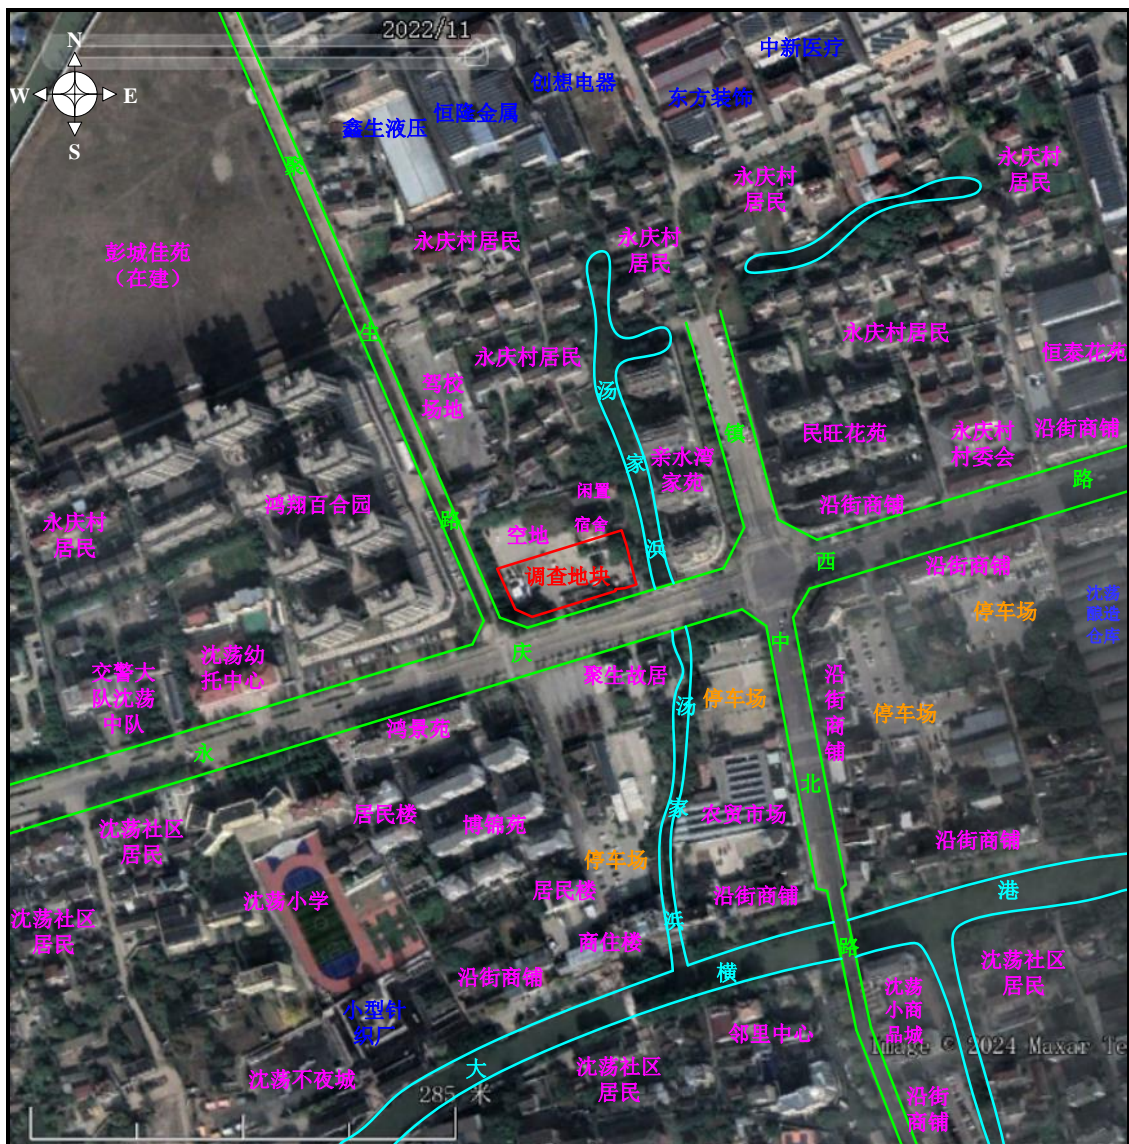 2022/11
N
W
E
S
中新医疗
创想电器
东方装饰
恒隆金属
鑫生液压
永庆村
居民
永庆村
居民
聚
生
路
彭城佳苑
（在建）
永庆村居民
永庆村
居民
永庆村居民
永庆村居民
恒泰花苑
驾校
场地
汤
家
浜
镇
中
北
路
民旺花苑
永庆村
村委会
沿街商铺
亲水湾
家苑
路
西
庆
永
闲置
宿舍
沿街商铺
鸿翔百合园
永庆村
居民
空地
调查地块
沿街商铺
停车场
沈荡
酿造
仓库
沈荡幼
托中心
交警大
队沈荡
中队
聚生故居
停车场
沿
街
商
铺
停车场
鸿景苑
汤
家
浜
居民楼
博锦苑
农贸市场
沈荡社区
居民
停车场
沿街商铺
居民楼
沿街商铺
沈荡小学
沈荡社区
居民
商住楼
港
横
大
沿街商铺
沈荡社区
居民
沈荡
小商
品城
小型针
织厂
邻里中心
Image © 2024 Maxar Te
沈荡不夜城
沈荡社区
居民
285 米
沿街
商铺